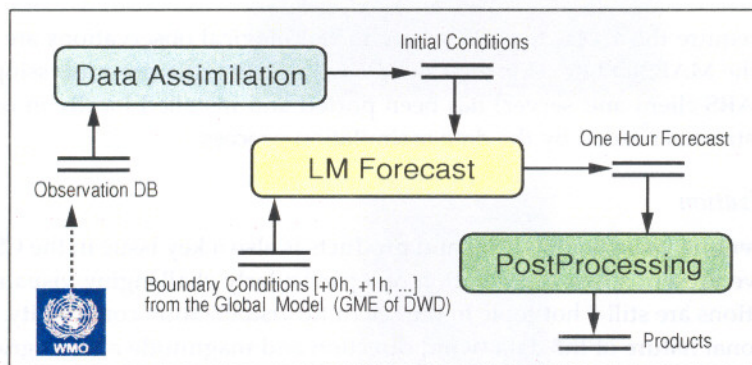 Initial Conditions
Data Assimilation
One Hour Forecast
LM Forecast
Observation DB
PostProcessing
Boundary Conditions [+0h, +1h, ...]
from the Global Model (GME of DWD)
WMO
Products